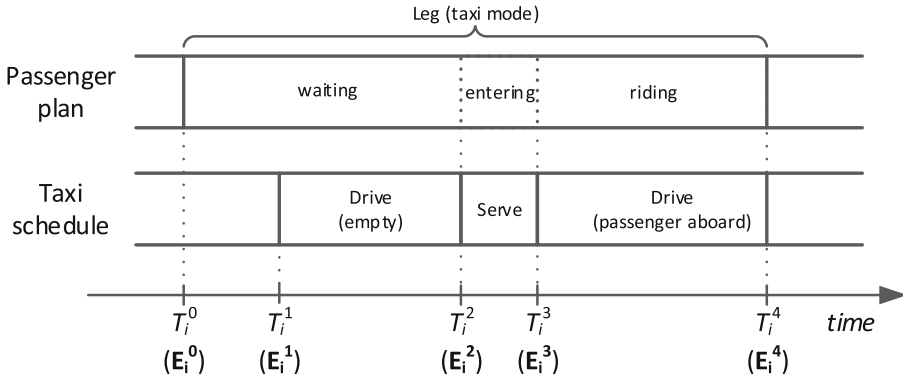 Leg (taxi mode)
Passenger
plan
waiting
entering
riding
Taxi
schedule
Drive
(empty)
Serve
Drive
(passenger aboard)
T_i^0 T_i^1 T_i^2 T_i^3 T_i^4 time
(E_i^0) (E_i^1) (E_i^2) (E_i^3) (E_i^4)